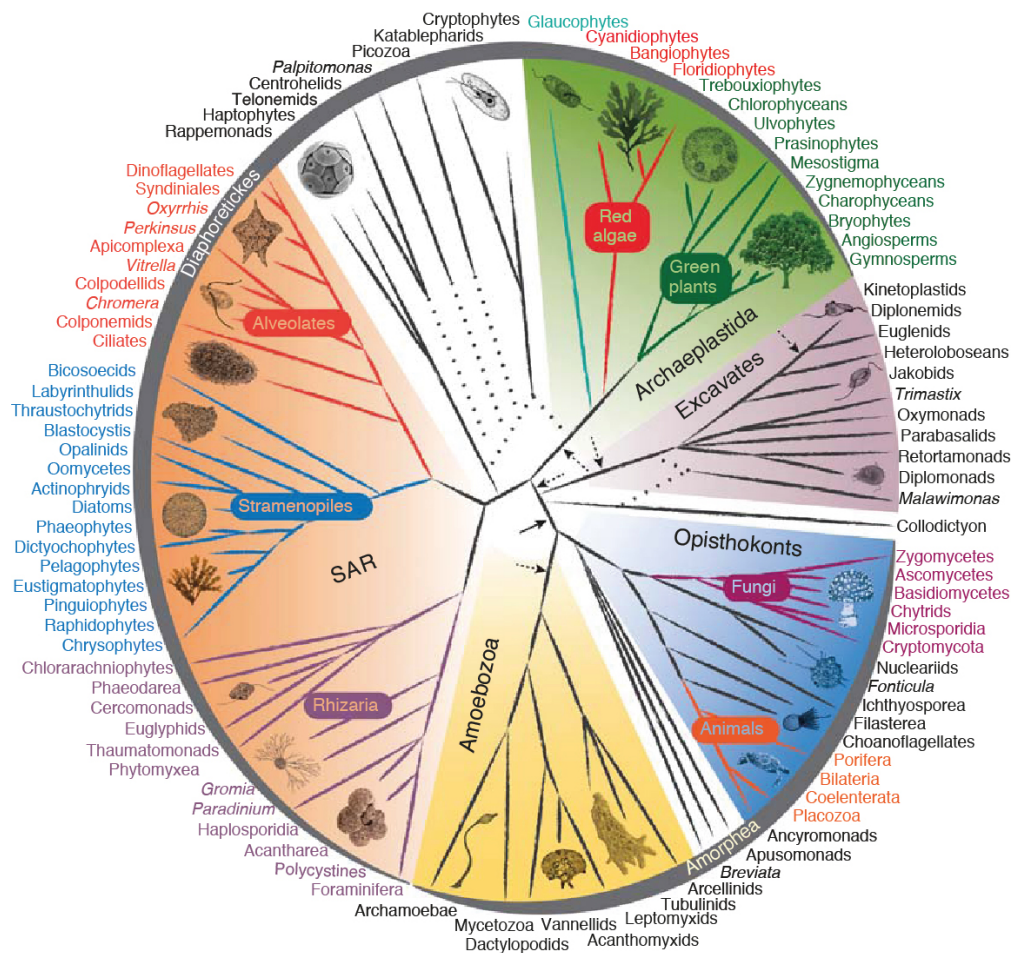 Cryptophytes
Katablepharids
Picozoa
Palpitomonas
Centrohelids
Telonemids
Haptophytes
Rappemonads
Glaucophytes
Cyanidiophytes
Bangiophytes
Floridiophytes
Trebouxiophytes
Chlorophyceans
Ulvophytes
Prasinophytes
Mesostigma
Zygnemophyceans
Charophyceans
Bryophytes
Angiosperms
Gymnosperms
Kinetoplastids
Diplonemids
Euglenids
Heteroloboseans
Jakobids
Trimastix
Oxymonads
Parabasalids
Retortamonads
Diplomonads
Malawimonas
Collodictyon
Zygomycetes
Ascomycetes
Basidiomycetes
Chytrids
Microsporidia
Cryptomycota
Nucleariids
Fonticula
Ichthyosporea
Filasterea
Choanoflagellates
Porifera
Bilateria
Coelenterata
Placozoa
Ancyromonads
Apusomonads
Breviata
Arcellinids
Tubulinids
Leptomyxids
Acanthomyxids
Vannellids
Dactylopodids
Mycetozoa
Archamoebae
Dinoflagellates
Syndiniales
Oxyrrhis
Perkinsus
Apicomplexa
Vitrella
Colpodellids
Chromera
Colponemids
Ciliates
Bicosoecids
Labyrinthulids
Thraustochytrids
Blastocystis
Opalinids
Oomycetes
Actinophryids
Diatoms
Phaeophytes
Dictyochophytes
Pelagophytes
Eustigmatophytes
Pinguiophytes
Raphidophytes
Chrysophytes
Chlorarachniophytes
Phaeodarea
Cercomonads
Euglyphids
Thaumatomonads
Phytomyxea
Gromia
Paradinium
Haplosporidia
Acantharea
Polycystines
Foraminifera
Diaphoretickes
Amorphea
Red
algae
Green
plants
Archaeplastida
Excavates
Alveolates
Stramenopiles
SAR
Rhizaria
Amoebozoa
Opisthokonts
Fungi
Animals